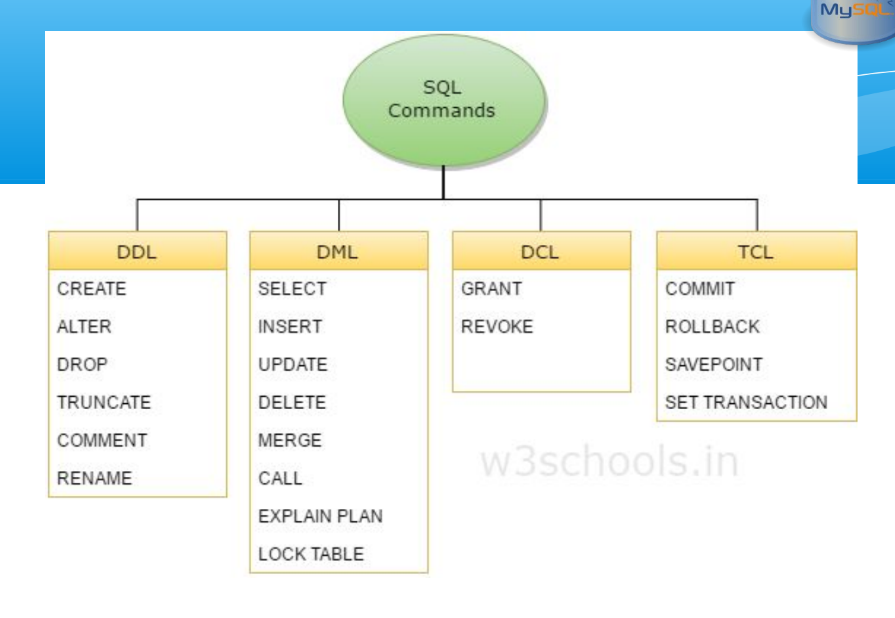 MySQL
SQL
Commands
DDL
CREATE
ALTER
DROP
TRUNCATE
COMMENT
RENAME
DML
SELECT
INSERT
UPDATE
DELETE
MERGE
CALL
EXPLAIN PLAN
LOCK TABLE
DCL
GRANT
REVOKE
TCL
COMMIT
ROLLBACK
SAVEPOINT
SET TRANSACTION
w3schools.in